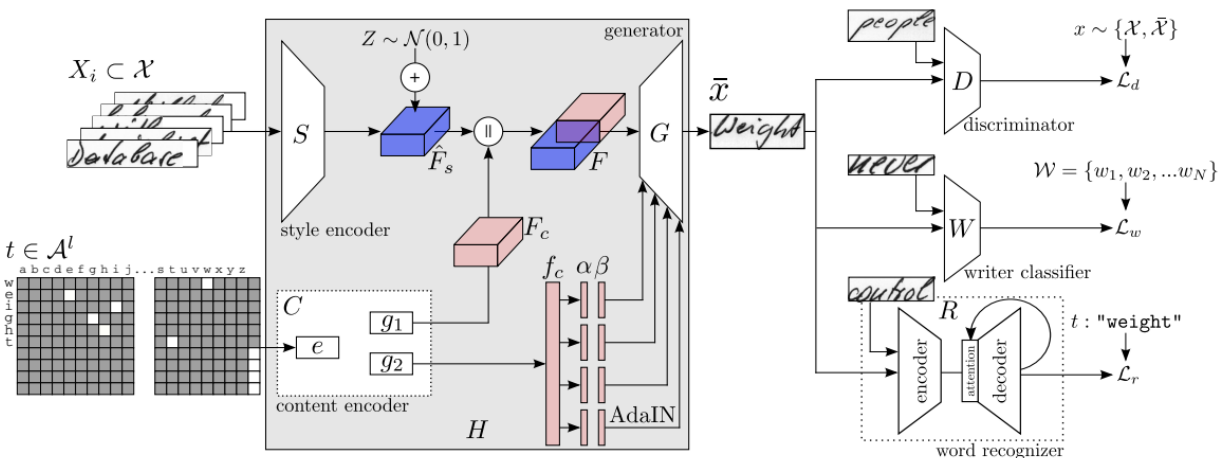 X_i ⊂ 𝒳
Database
t ∈ 𝒜^l
a b c d e f g h i j ... s t u v w x y z
w
e
i
g
h
t
Z ∼ 𝒩(0, 1)
+
generator
S
F̂_s
||
F
G
style encoder
F_c
f_c α β
C
e
g_1
g_2
content encoder
H
AdaIN
x̄
Weight
people
D
discriminator
x ∼ {𝒳, 𝒳̄}
ℒ_d
never
W
writer classifier
𝒲 = {w_1, w_2, ...w_N}
ℒ_w
control
R
encoder
attention
decoder
word recognizer
t : "weight"
ℒ_r